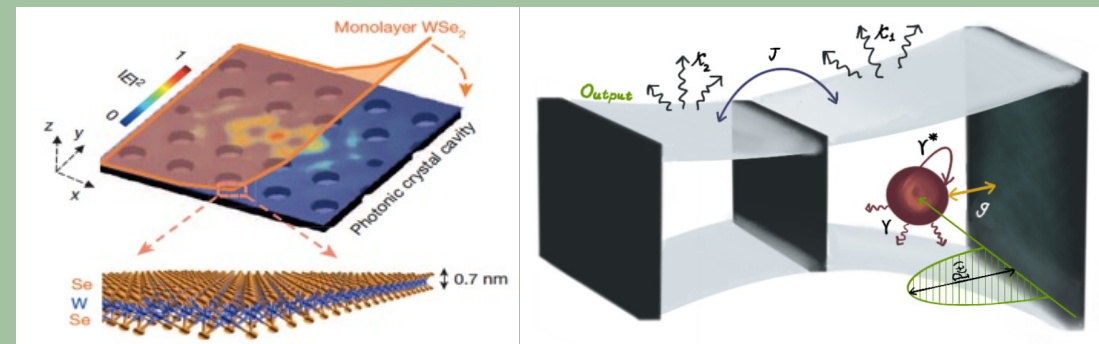 Monolayer WSe₂
1
|E|²
0
z
y
x
Photonic crystal cavity
Se
W
Se
0.7 nm
Output
κ₂
J
κ₁
γ*
g
γ
p(t)